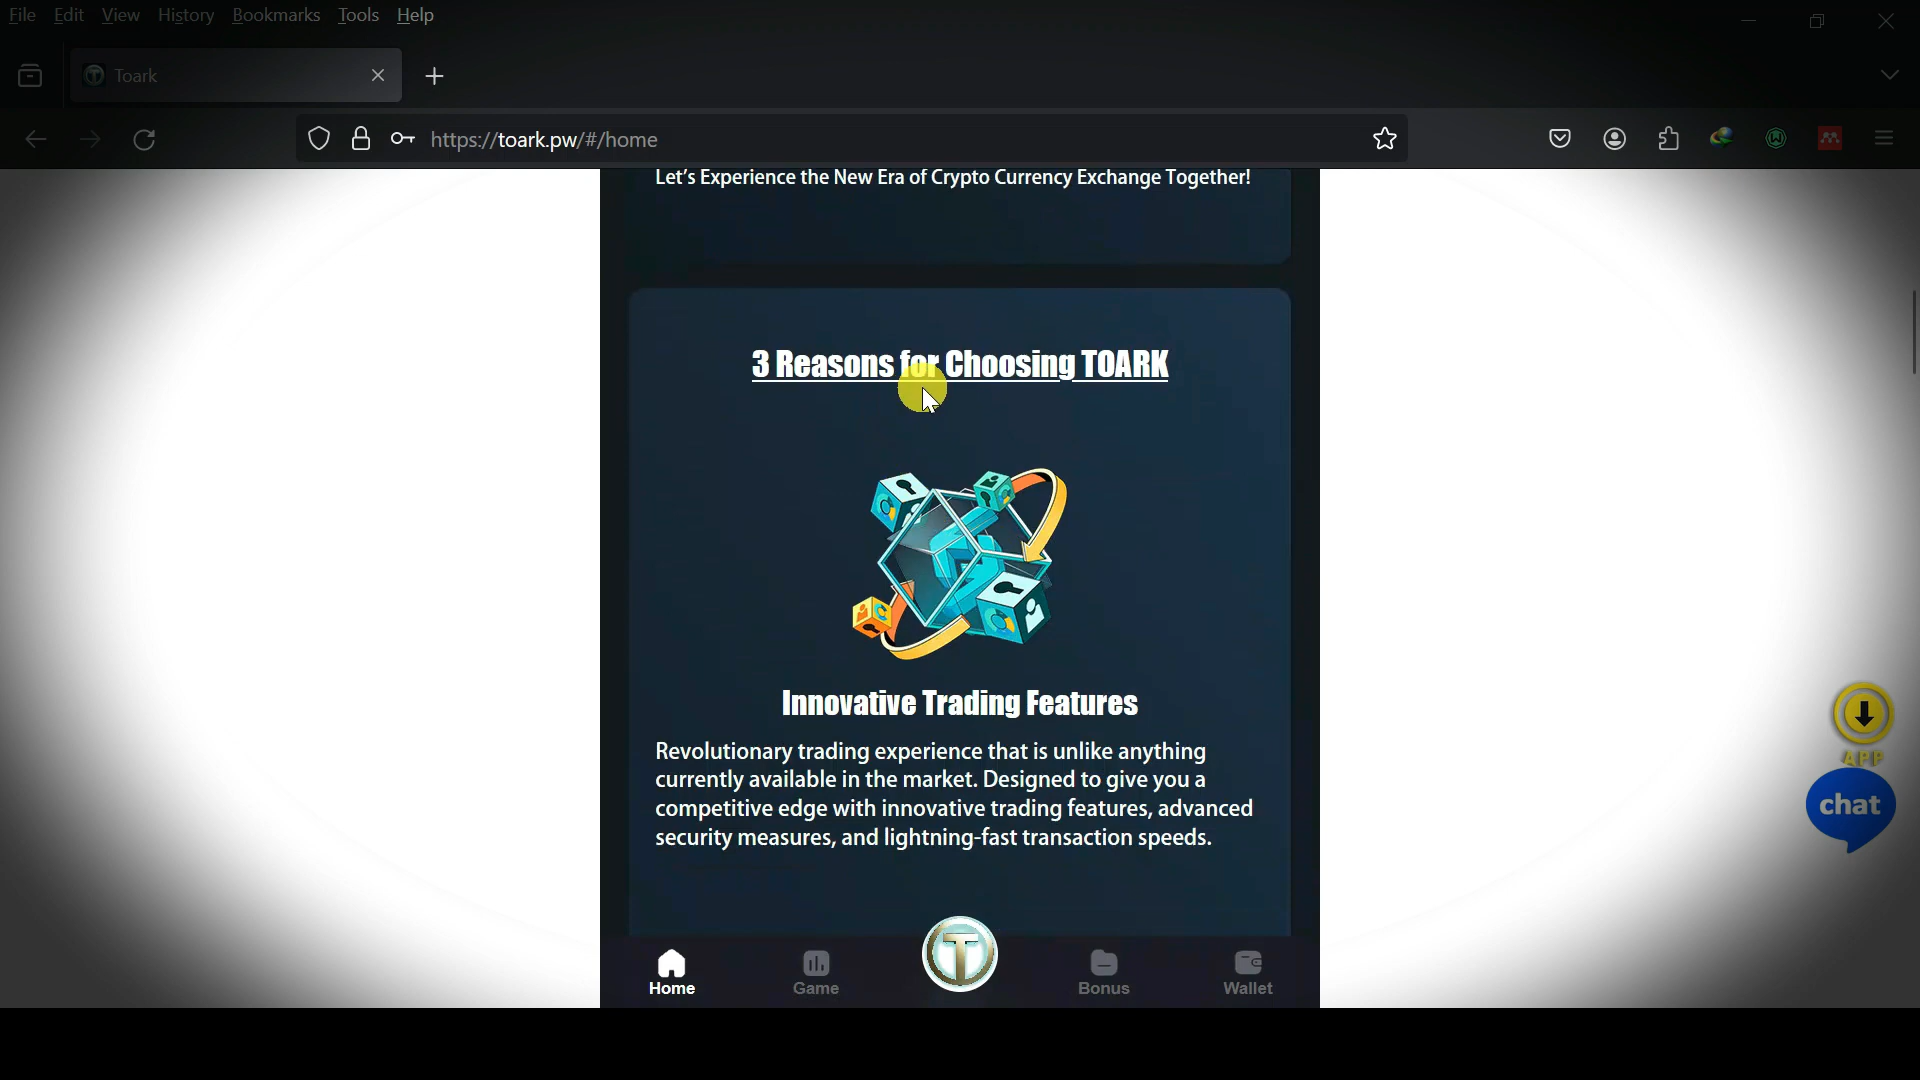 File Edit View History Bookmarks Tools Help
Toark
https://toark.pw/#/home
Let's Experience the New Era of Crypto Currency Exchange Together!
3 Reasons for Choosing TOARK
Innovative Trading Features
Revolutionary trading experience that is unlike anything
currently available in the market. Designed to give you a
competitive edge with innovative trading features, advanced
security measures, and lightning-fast transaction speeds.
APP
chat
T
Home Game Bonus Wallet